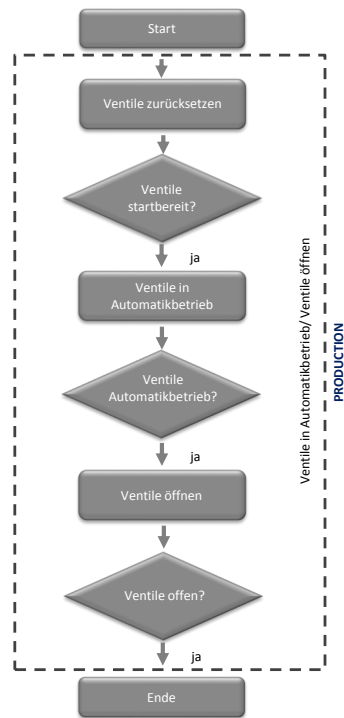 Start
Ventile zurücksetzen
Ventile
startbereit?
ja
Ventile in
Automatikbetrieb
Ventile
Automatikbetrieb?
ja
Ventile öffnen
Ventile offen?
ja
Ende
Ventile in Automatikbetrieb/ Ventile öffnen
PRODUCTION